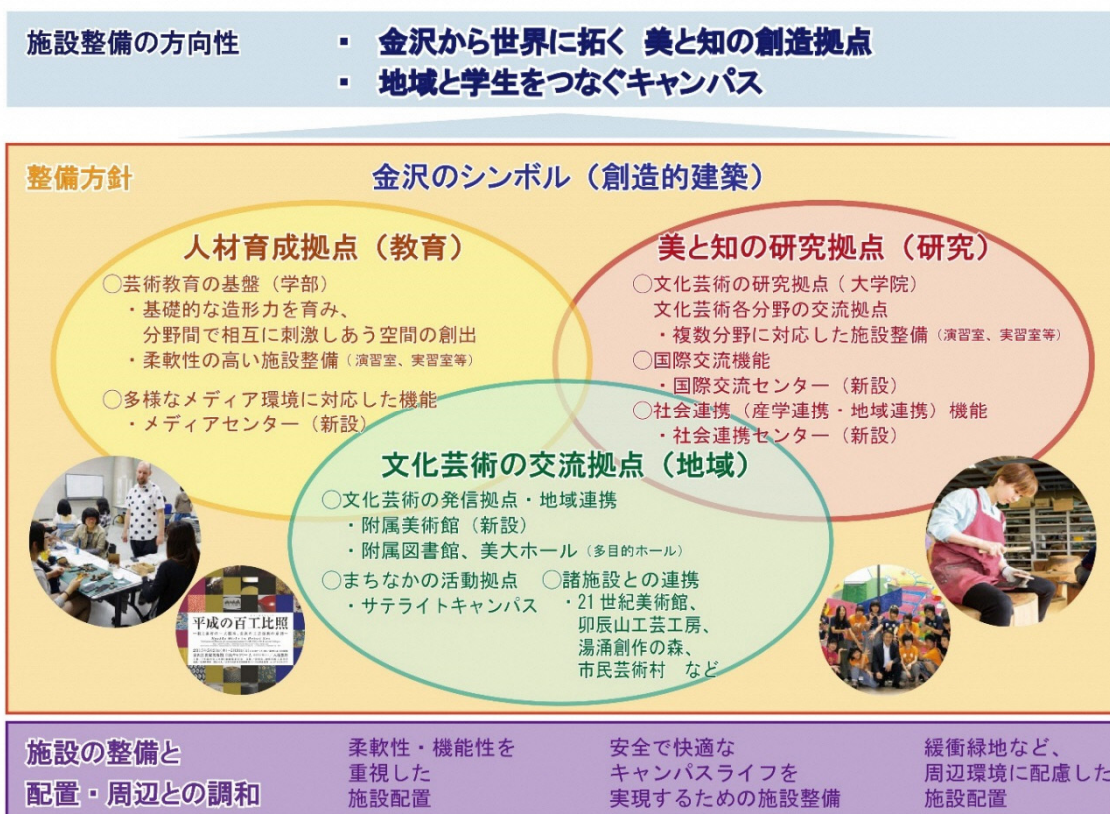 施設整備の方向性
▪ 金沢から世界に拓く 美と知の創造拠点
▪ 地域と学生をつなぐキャンパス
整備方針
金沢のシンボル（創造的建築）
人材育成拠点（教育）
○芸術教育の基盤（学部）
・基礎的な造形力を育み、
分野間で相互に刺激しあう空間の創出
・柔軟性の高い施設整備（演習室、実習室等）
○多様なメディア環境に対応した機能
・メディアセンター（新設）
美と知の研究拠点（研究）
○文化芸術の研究拠点（大学院）
文化芸術各分野の交流拠点
・複数分野に対応した施設整備（演習室、実習室等）
○国際交流機能
・国際交流センター（新設）
○社会連携（産学連携・地域連携）機能
・社会連携センター（新設）
文化芸術の交流拠点（地域）
○文化芸術の発信拠点・地域連携
・附属美術館（新設）
・附属図書館、美大ホール（多目的ホール）
○まちなかの活動拠点
・サテライトキャンパス
○諸施設との連携
・21世紀美術館、
卯辰山工芸工房、
湯涌創作の森、
市民芸術村　など
平成の百工比照
施設の整備と
配置・周辺との調和
柔軟性・機能性を
重視した
施設配置
安全で快適な
キャンパスライフを
実現するための施設整備
緩衝緑地など、
周辺環境に配慮した
施設配置